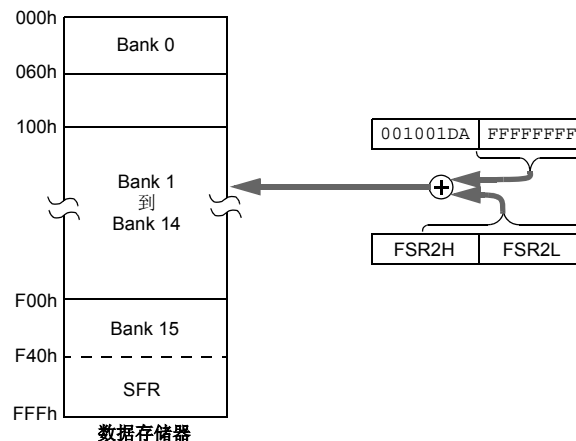 000h
Bank 0
060h
100h
001001DA FFFFFFFF
Bank 1
到
Bank 14
FSR2H FSR2L
F00h
Bank 15
F40h
SFR
FFFh
数据存储器